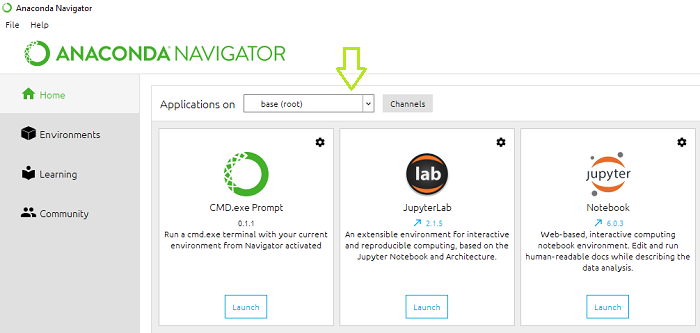 Anaconda Navigator
File Help
ANACONDA NAVIGATOR
Home
Applications on base (root) Channels
Environments
Learning
Community
CMD.exe Prompt
0.1.1
Run a cmd.exe terminal with your current
environment from Navigator activated
Launch
lab
JupyterLab
2.1.5
An extensible environment for interactive
and reproducible computing, based on the
Jupyter Notebook and Architecture.
Launch
jupyter
Notebook
6.0.3
Web-based, interactive computing
notebook environment. Edit and run
human-readable docs while describing the
data analysis.
Launch